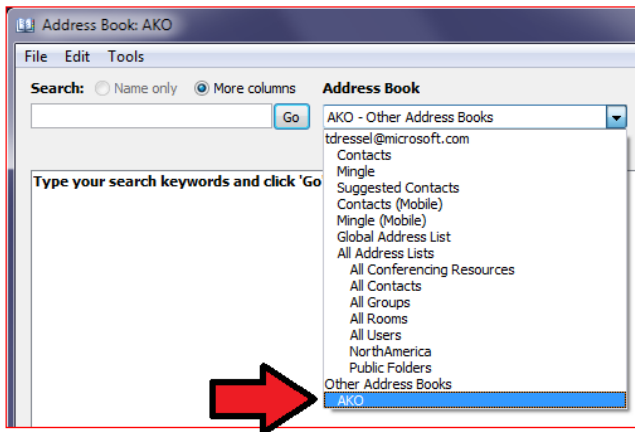 Address Book: AKO
File Edit Tools
Search: Name only More columns Address Book
Go AKO - Other Address Books
tdressel@microsoft.com
Contacts
Mingle
Type your search keywords and click 'Go'
Suggested Contacts
Contacts (Mobile)
Mingle (Mobile)
Global Address List
All Address Lists
All Conferencing Resources
All Contacts
All Groups
All Rooms
All Users
NorthAmerica
Public Folders
Other Address Books
AKO